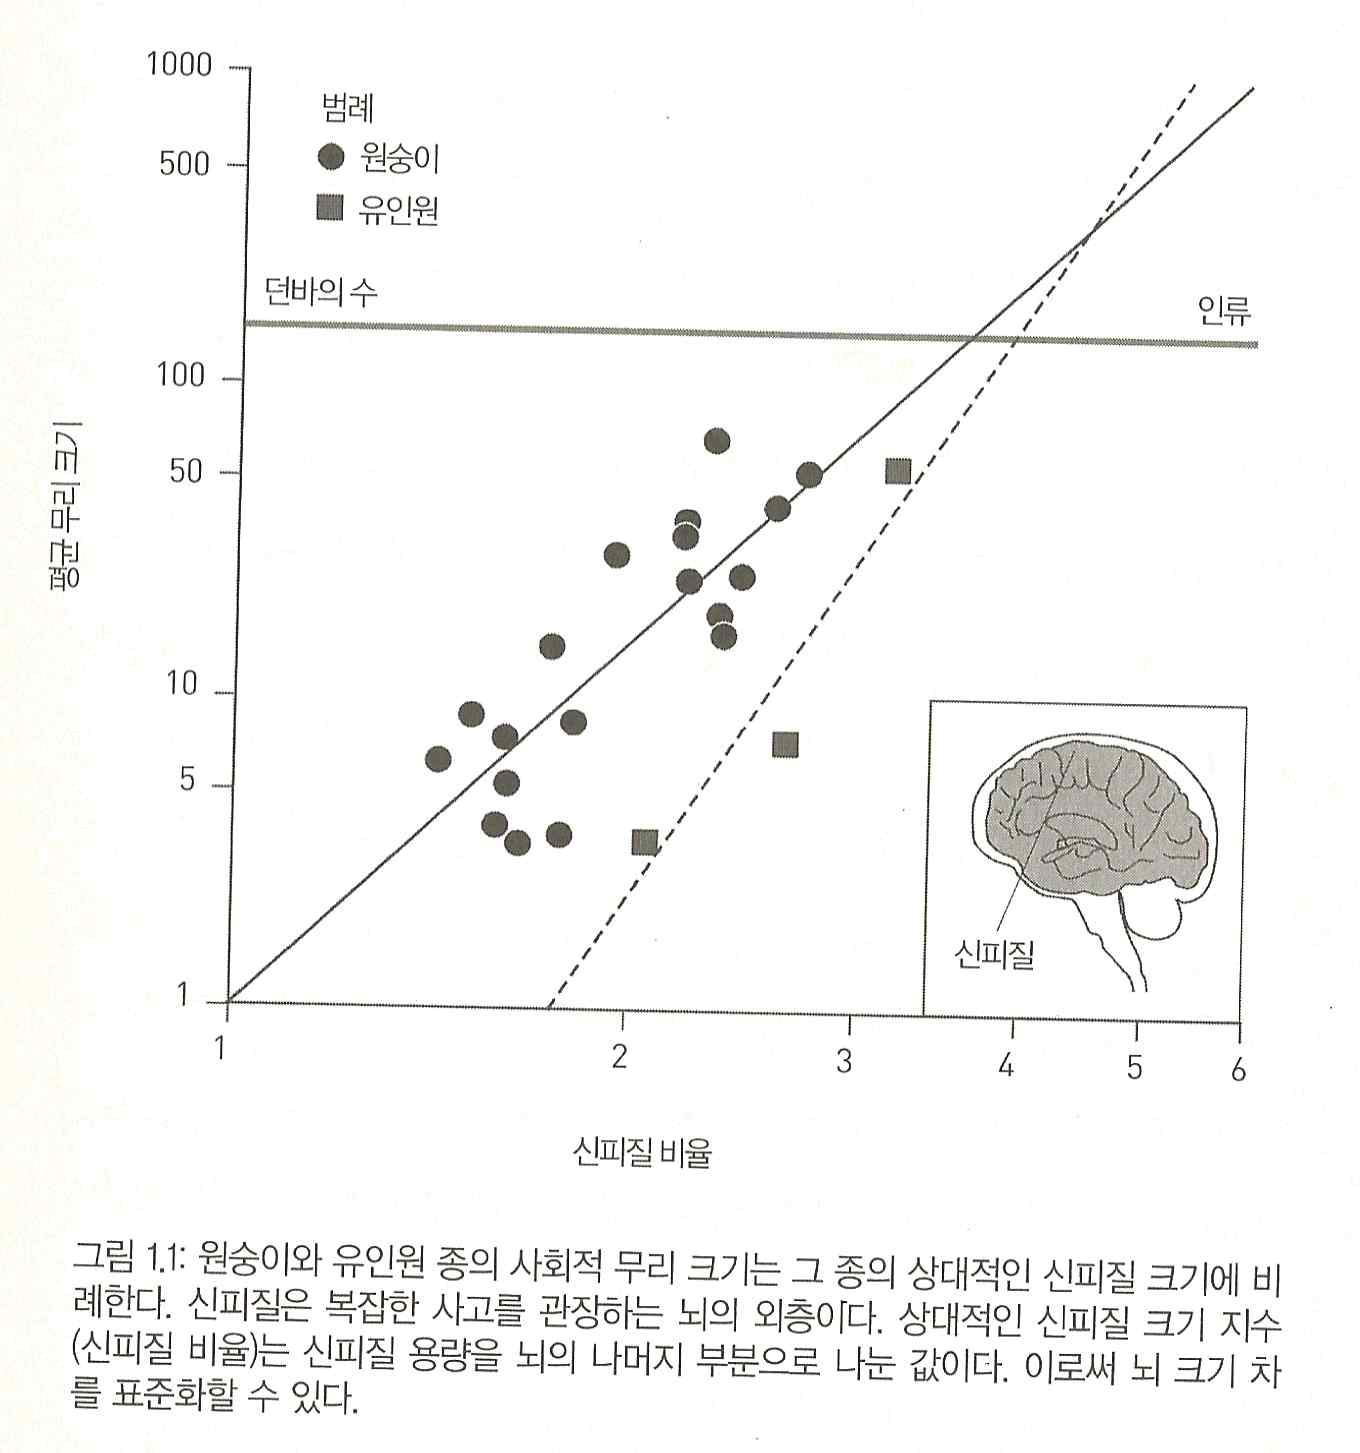 1000
500
100
50
10
5
1
범례
원숭이
유인원
던바의 수
인류
평균 무리 크기
신피질
1
2
3
4
5
6
신피질 비율
그림 1.1: 원숭이와 유인원 종의 사회적 무리 크기는 그 종의 상대적인 신피질 크기에 비
례한다. 신피질은 복잡한 사고를 관장하는 뇌의 외층이다. 상대적인 신피질 크기 지수
(신피질 비율)는 신피질 용량을 뇌의 나머지 부분으로 나눈 값이다. 이로써 뇌 크기 차
를 표준화할 수 있다.